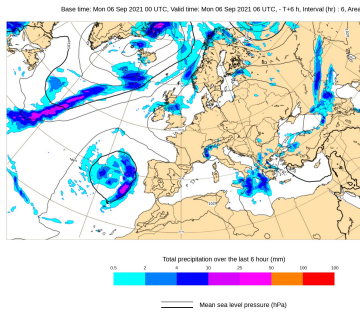 Base time: Mon 06 Sep 2021 00 UTC, Valid time: Mon 06 Sep 2021 06 UTC, - T+6 h, Interval (hr) : 6, Area
Total precipitation over the last 6 hour (mm)
0.5 2 4 10 25 50 100
Mean sea level pressure (hPa)